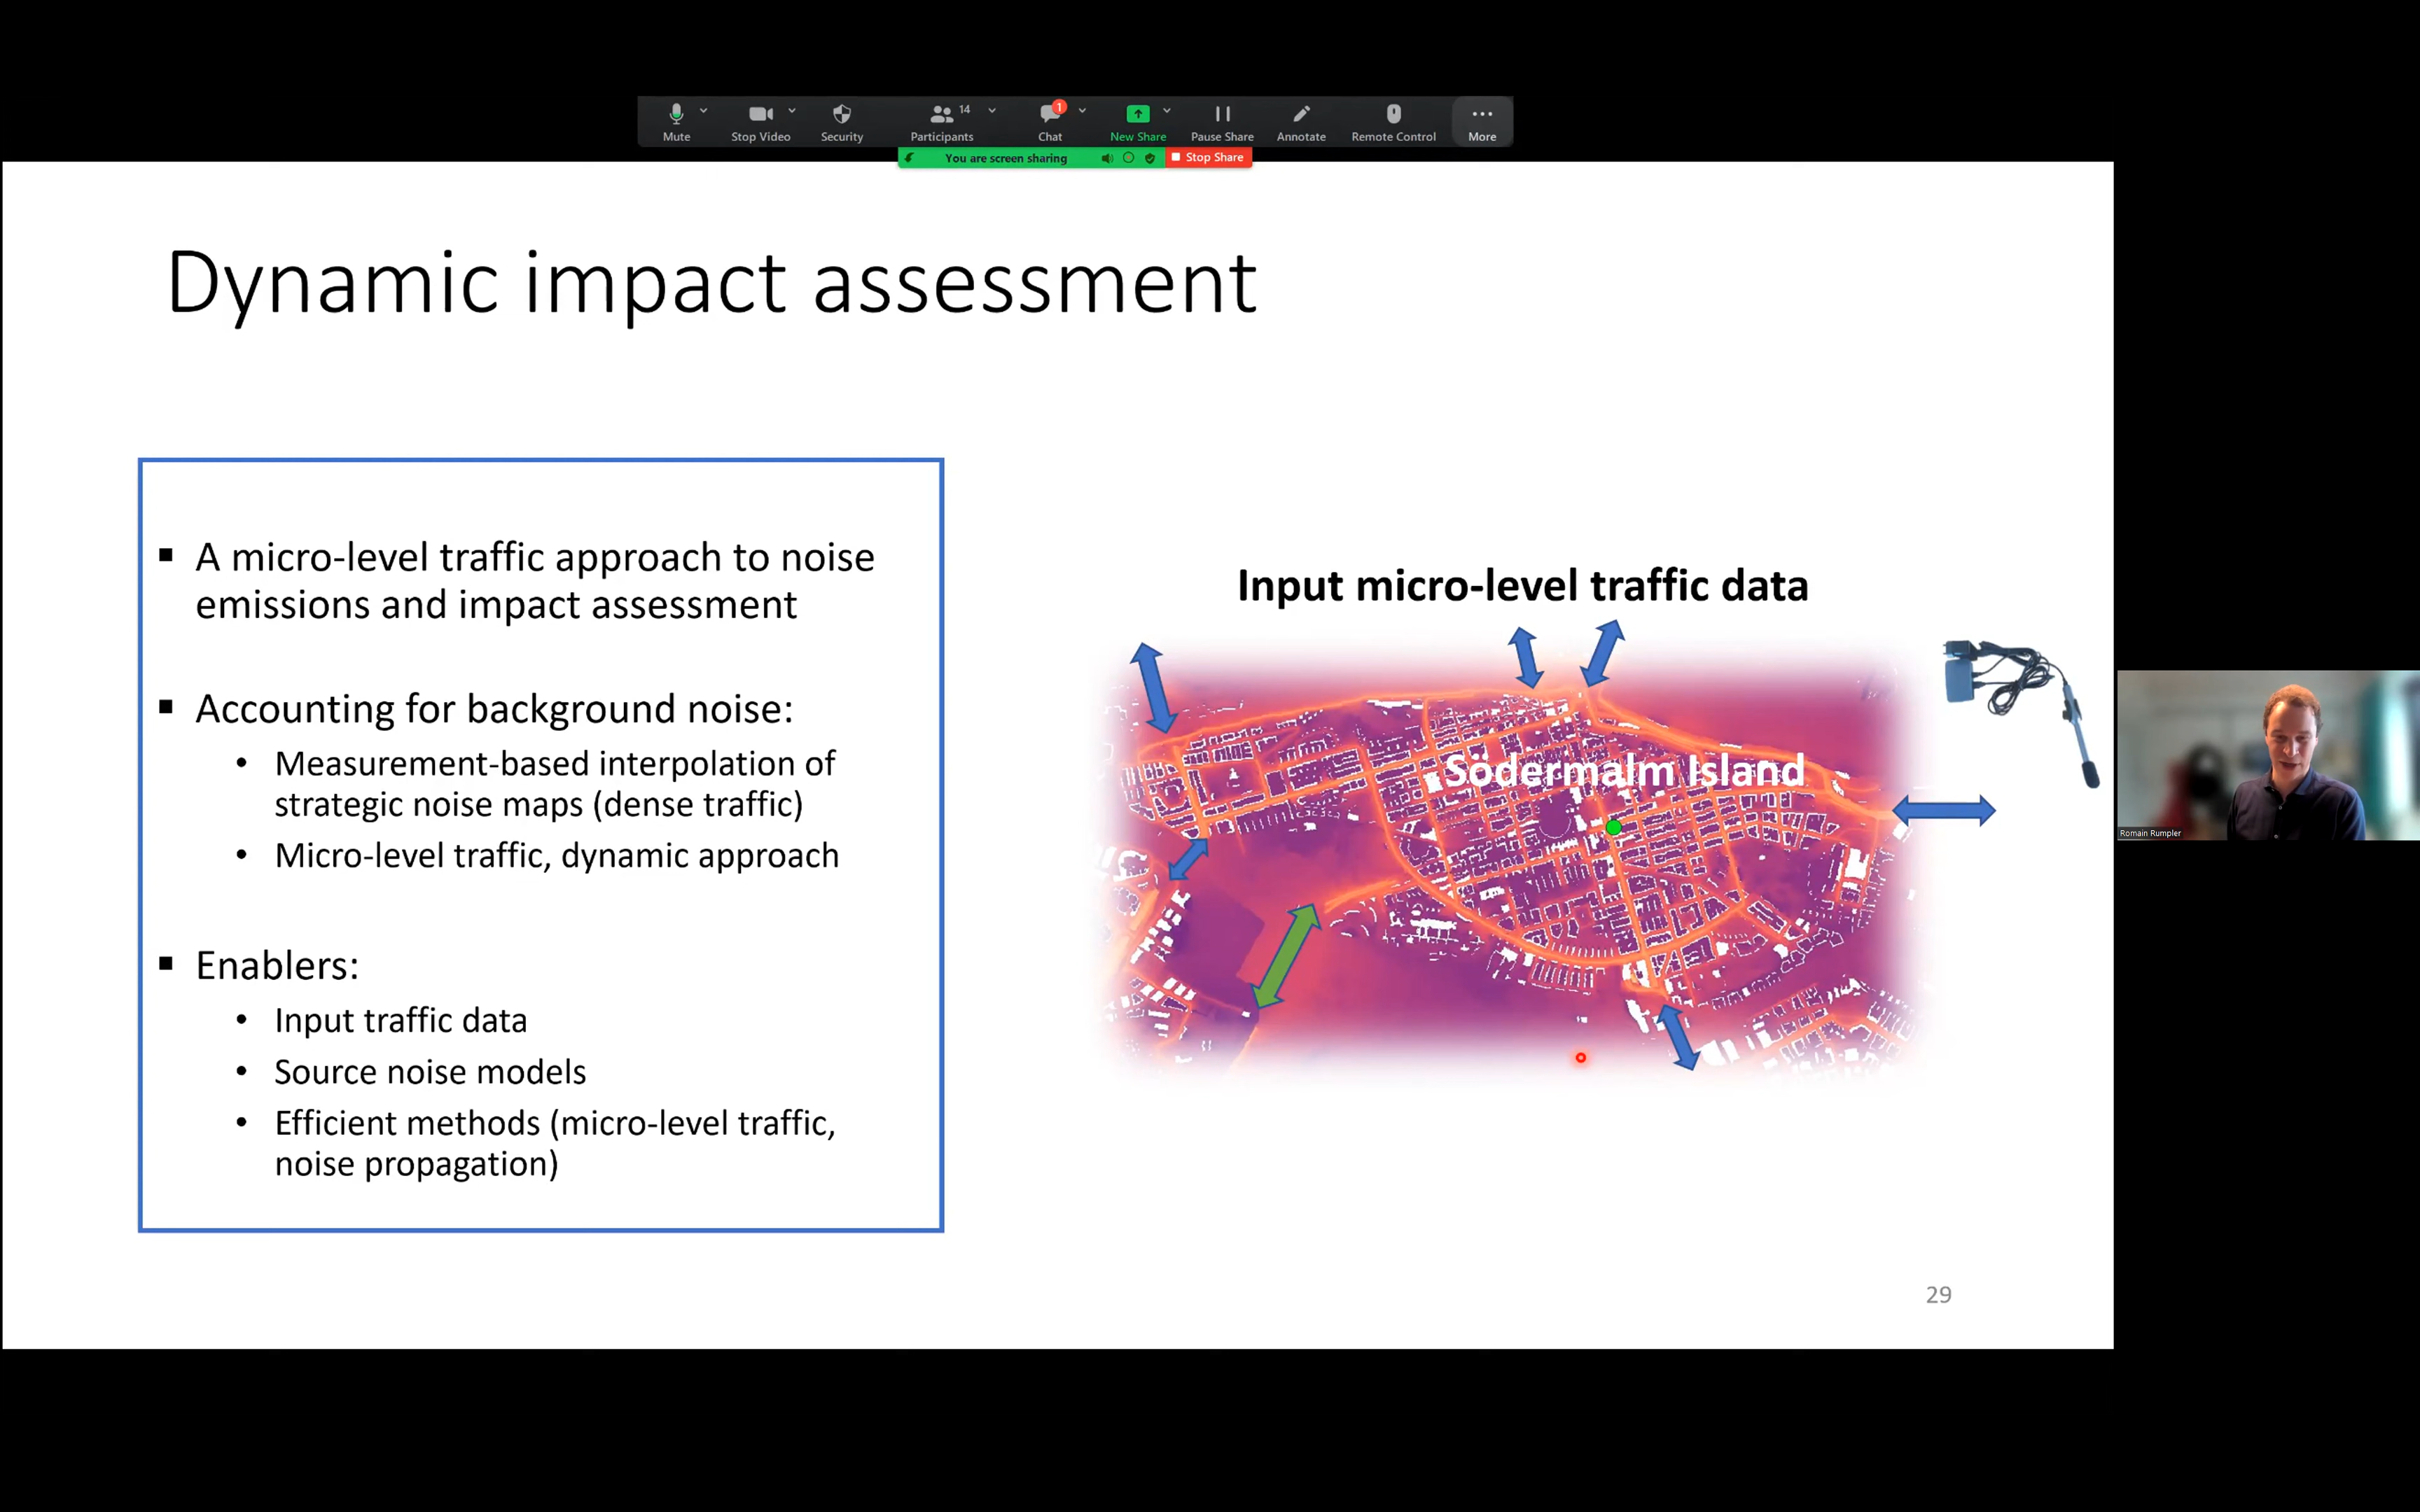 Mute
Stop Video
Security
Participants
14
Chat
1
New Share
Pause Share
Annotate
Remote Control
More
You are screen sharing
Stop Share
Dynamic impact assessment
▪ A micro-level traffic approach to noise
emissions and impact assessment
▪ Accounting for background noise:
• Measurement-based interpolation of
strategic noise maps (dense traffic)
• Micro-level traffic, dynamic approach
▪ Enablers:
• Input traffic data
• Source noise models
• Efficient methods (micro-level traffic,
noise propagation)
Input micro-level traffic data
Södermalm Island
29
Romain Rumpler